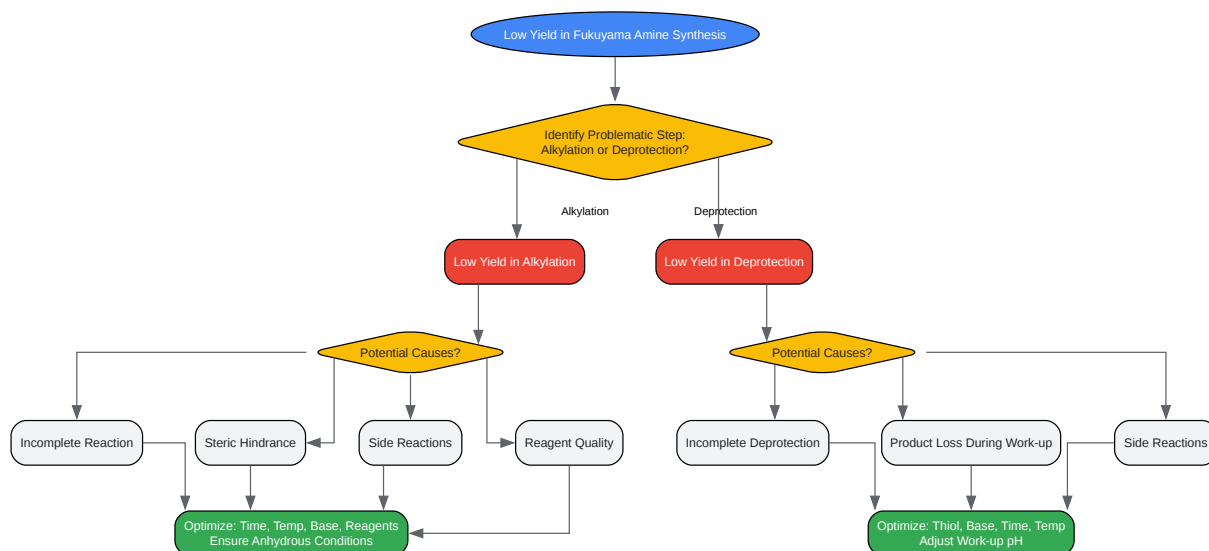 Low Yield in Fukuyama Amine Synthesis
Identify Problematic Step:
Alkylation or Deprotection?
Alkylation
Deprotection
Low Yield in Alkylation
Low Yield in Deprotection
Potential Causes?
Potential Causes?
Incomplete Reaction
Steric Hindrance
Side Reactions
Reagent Quality
Incomplete Deprotection
Product Loss During Work-up
Side Reactions
Optimize: Time, Temp, Base, Reagents
Ensure Anhydrous Conditions
Optimize: Thiol, Base, Time, Temp
Adjust Work-up pH